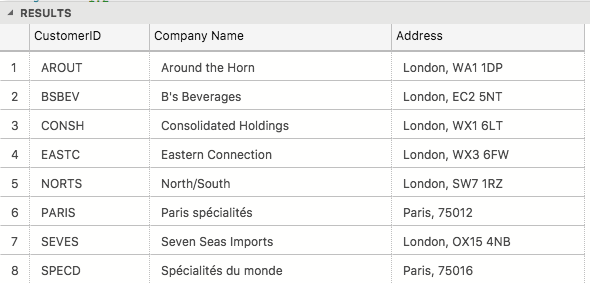 RESULTS
CustomerID Company Name Address
1 AROUT Around the Horn London, WA1 1DP
2 BSBEV B's Beverages London, EC2 5NT
3 CONSH Consolidated Holdings London, WX1 6LT
4 EASTC Eastern Connection London, WX3 6FW
5 NORTS North/South London, SW7 1RZ
6 PARIS Paris spécialités Paris, 75012
7 SEVES Seven Seas Imports London, OX15 4NB
8 SPECD Spécialités du monde Paris, 75016